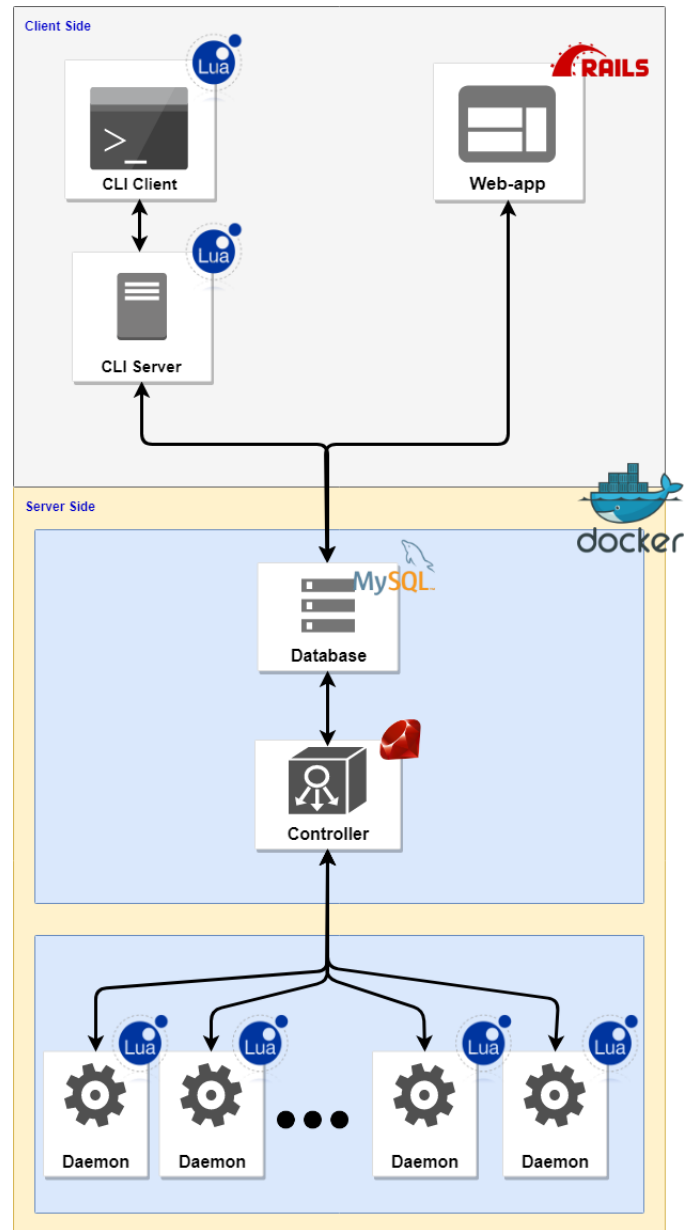 Client Side
Lua
RAILS
>_
CLI Client
Web-app
Lua
CLI Server
docker
Server Side
MySQL
Database
Controller
Lua
Lua
Lua
Lua
Daemon
Daemon
Daemon
Daemon